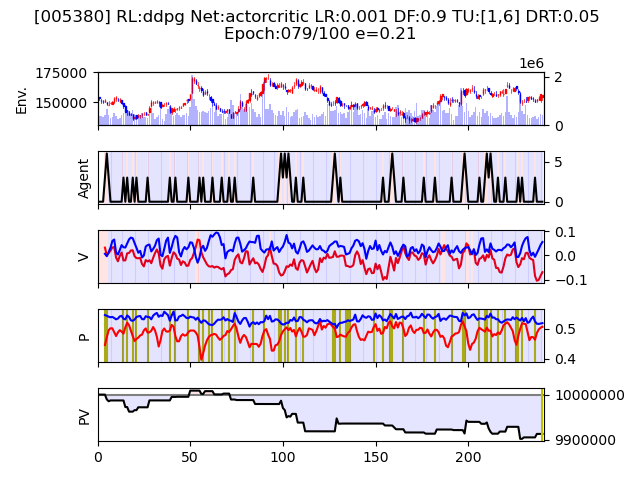 [005380] RL:ddpg Net:actorcritic LR:0.001 DF:0.9 TU:[1,6] DRT:0.05
Epoch:079/100 e=0.21
1e6
175000
150000
2
0
Env.
5
0
Agent
0.1
0.0
−0.1
V
0.5
0.4
P
10000000
9900000
PV
0 50 100 150 200